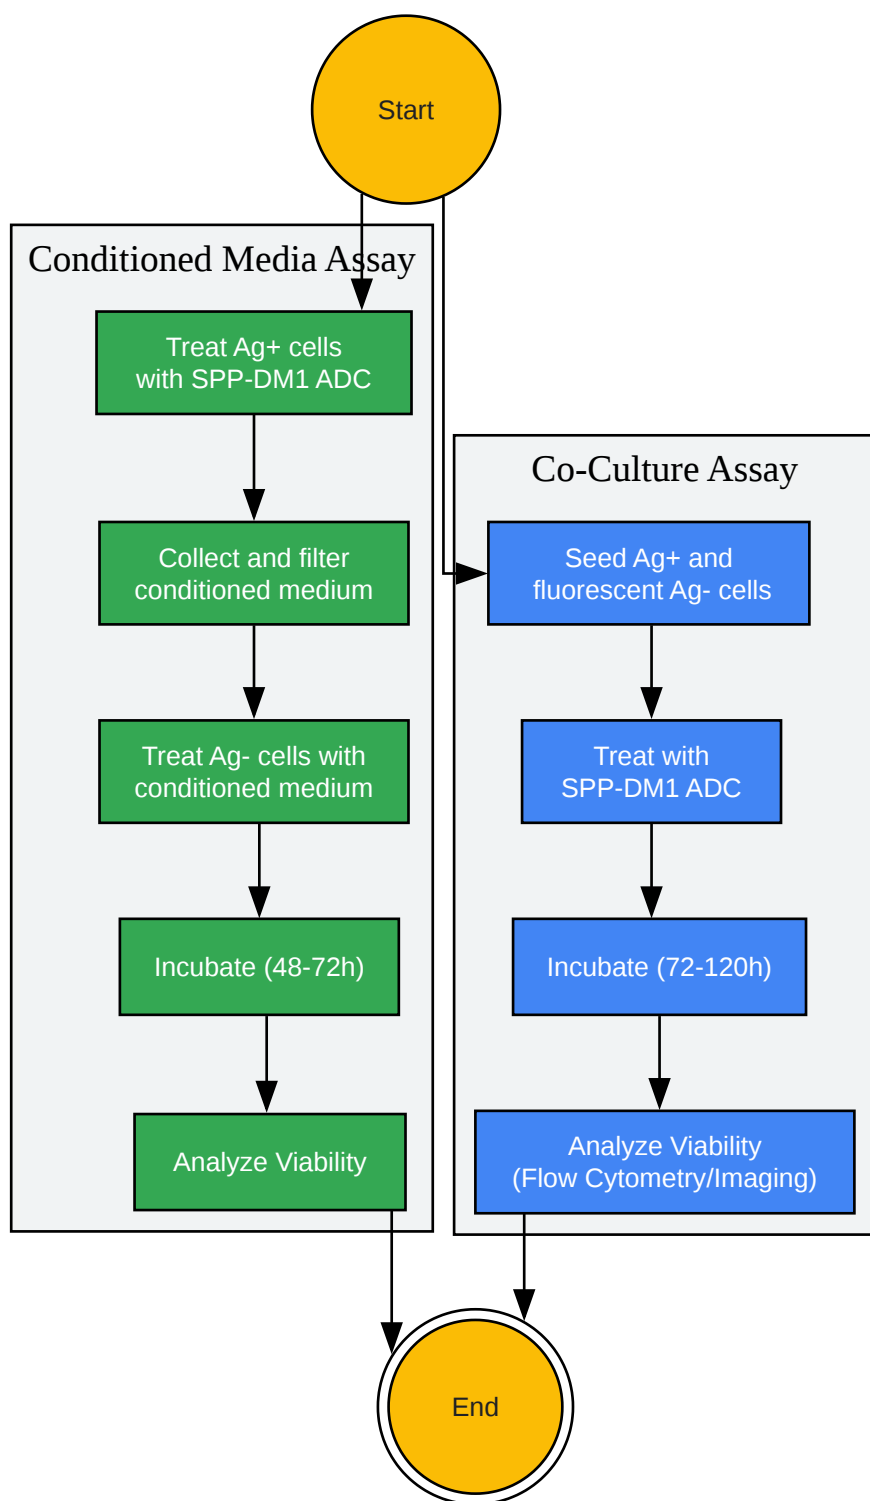 Start
Conditioned Media Assay
Treat Ag+ cells
with SPP-DM1 ADC
Collect and filter
conditioned medium
Treat Ag- cells with
conditioned medium
Incubate (48-72h)
Analyze Viability
Co-Culture Assay
Seed Ag+ and
fluorescent Ag- cells
Treat with
SPP-DM1 ADC
Incubate (72-120h)
Analyze Viability
(Flow Cytometry/Imaging)
End